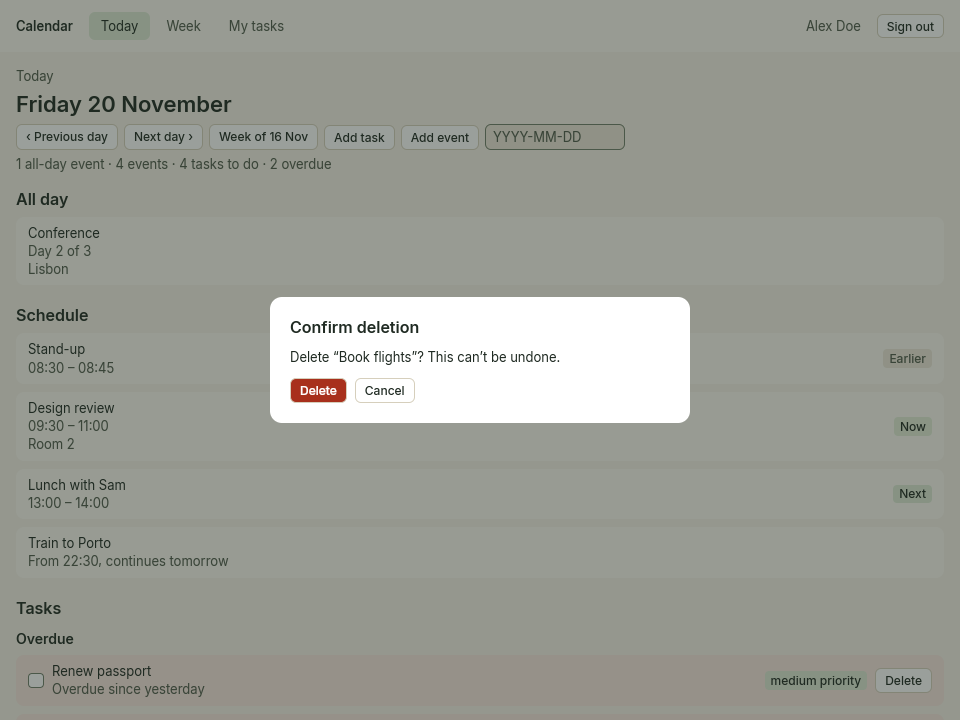 Calendar Today Week My tasks Alex Doe Sign out
Today
Friday 20 November
‹ Previous day Next day › Week of 16 Nov Add task Add event YYYY-MM-DD
1 all-day event · 4 events · 4 tasks to do · 2 overdue
All day
Conference
Day 2 of 3
Lisbon
Schedule
Stand-up
08:30 – 08:45
Earlier
Confirm deletion
Delete “Book flights”? This can’t be undone.
Delete Cancel
Design review
09:30 – 11:00
Room 2
Now
Lunch with Sam
13:00 – 14:00
Next
Train to Porto
From 22:30, continues tomorrow
Tasks
Overdue
Renew passport
Overdue since yesterday
medium priority Delete